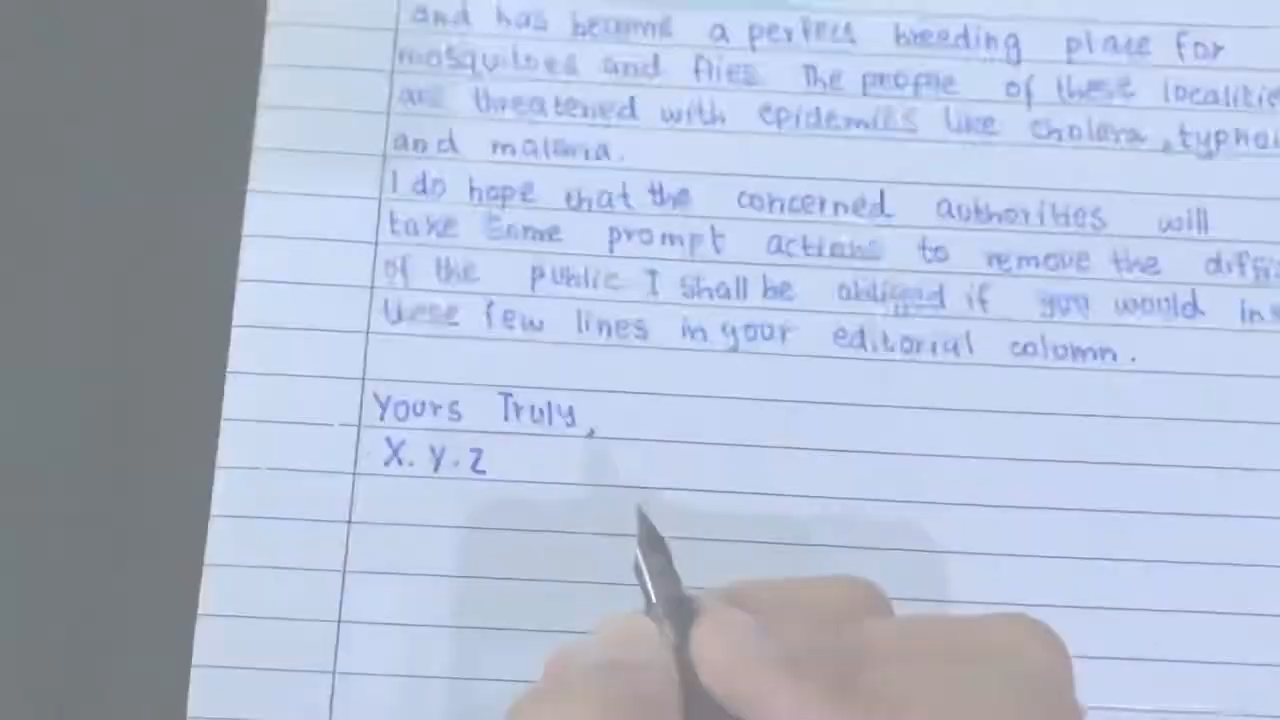 and has become a perfect breeding place for
mosquitoes and flies The people of these localitie
are threatened with epidemics like cholera, typhoi
and malaria.
I do hope that the concerned authorities will
take some prompt actions to remove the diffi
of the public I shall be obliged if you would in
these few lines in your editorial column.
Yours Truly,
X.Y.Z